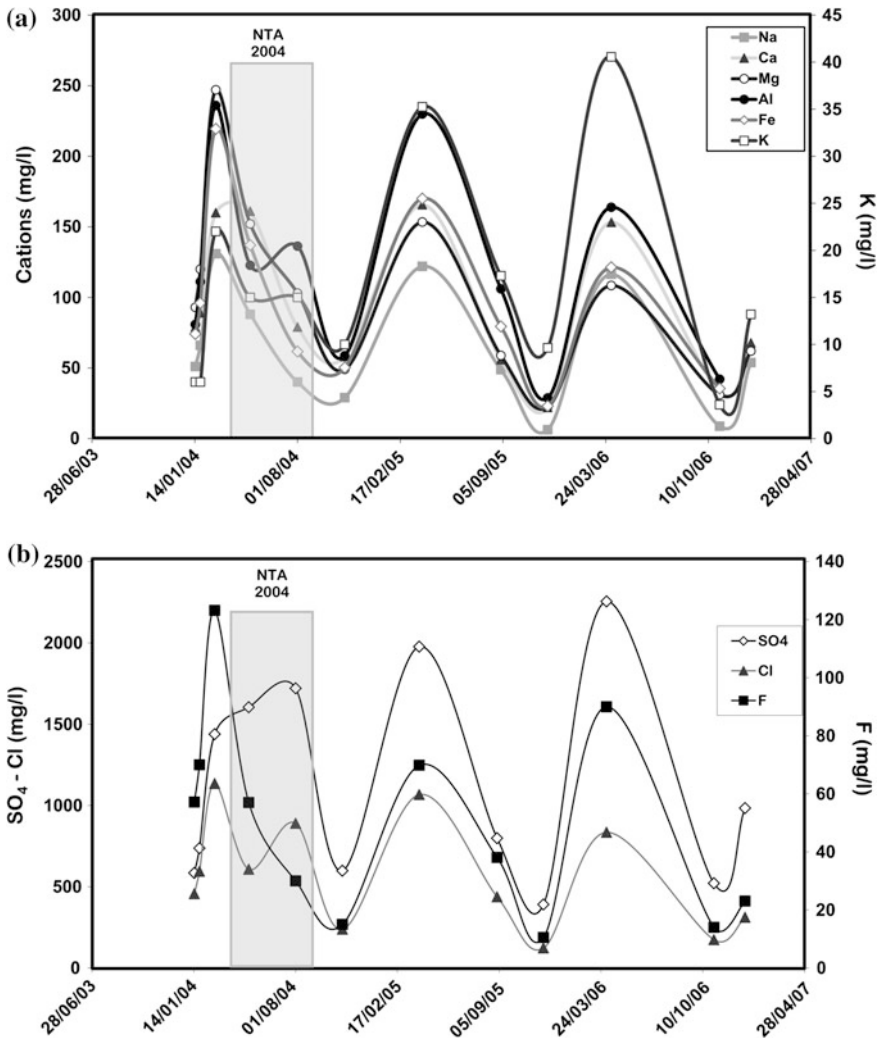 (a)
300
250
200
150
100
50
0
Cations (mg/l)
NTA
2004
Na
Ca
Mg
Al
Fe
K
45
40
35
30
25
20
15
10
5
0
K (mg/l)
28/06/03
14/01/04
01/08/04
17/02/05
05/09/05
24/03/06
10/10/06
28/04/07
(b)
2500
2000
1500
1000
500
0
SO4 - Cl (mg/l)
NTA
2004
SO4
Cl
F
140
120
100
80
60
40
20
0
F (mg/l)
28/06/03
14/01/04
01/08/04
17/02/05
05/09/05
24/03/06
10/10/06
28/04/07